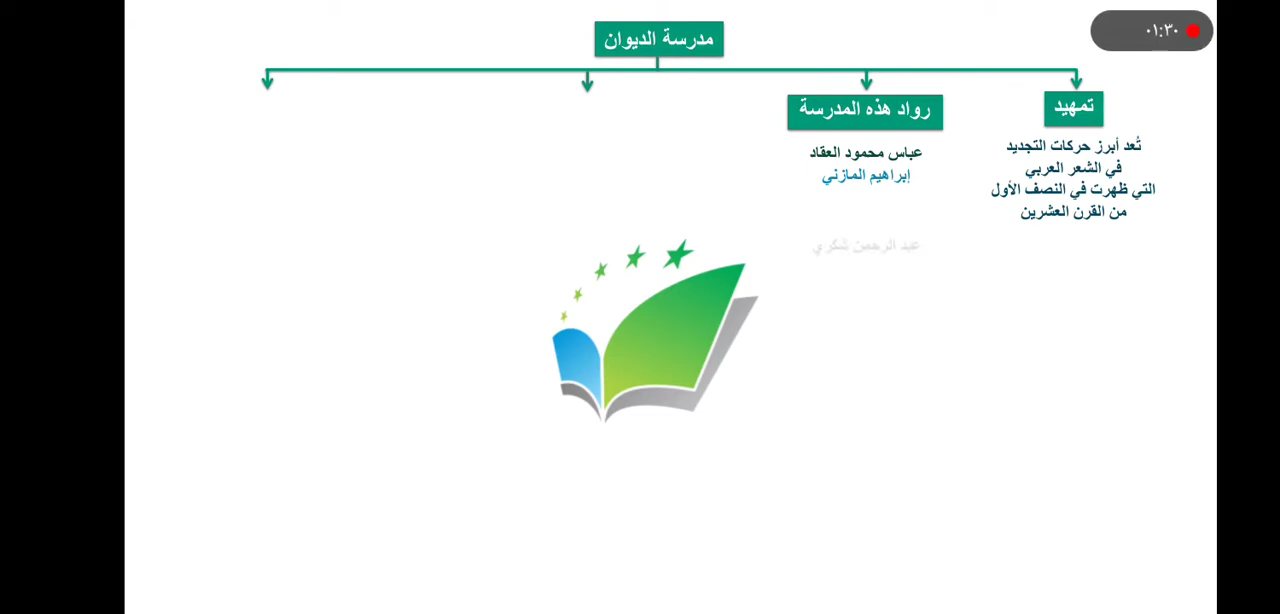 ٠١:٣٠
مدرسة الديوان
تمهيد
تُعد أبرز حركات التجديد
في الشعر العربي
التي ظهرت في النصف الأول
من القرن العشرين
رواد هذه المدرسة
عباس محمود العقاد
إبراهيم المازني
عبد الرحمن شكري